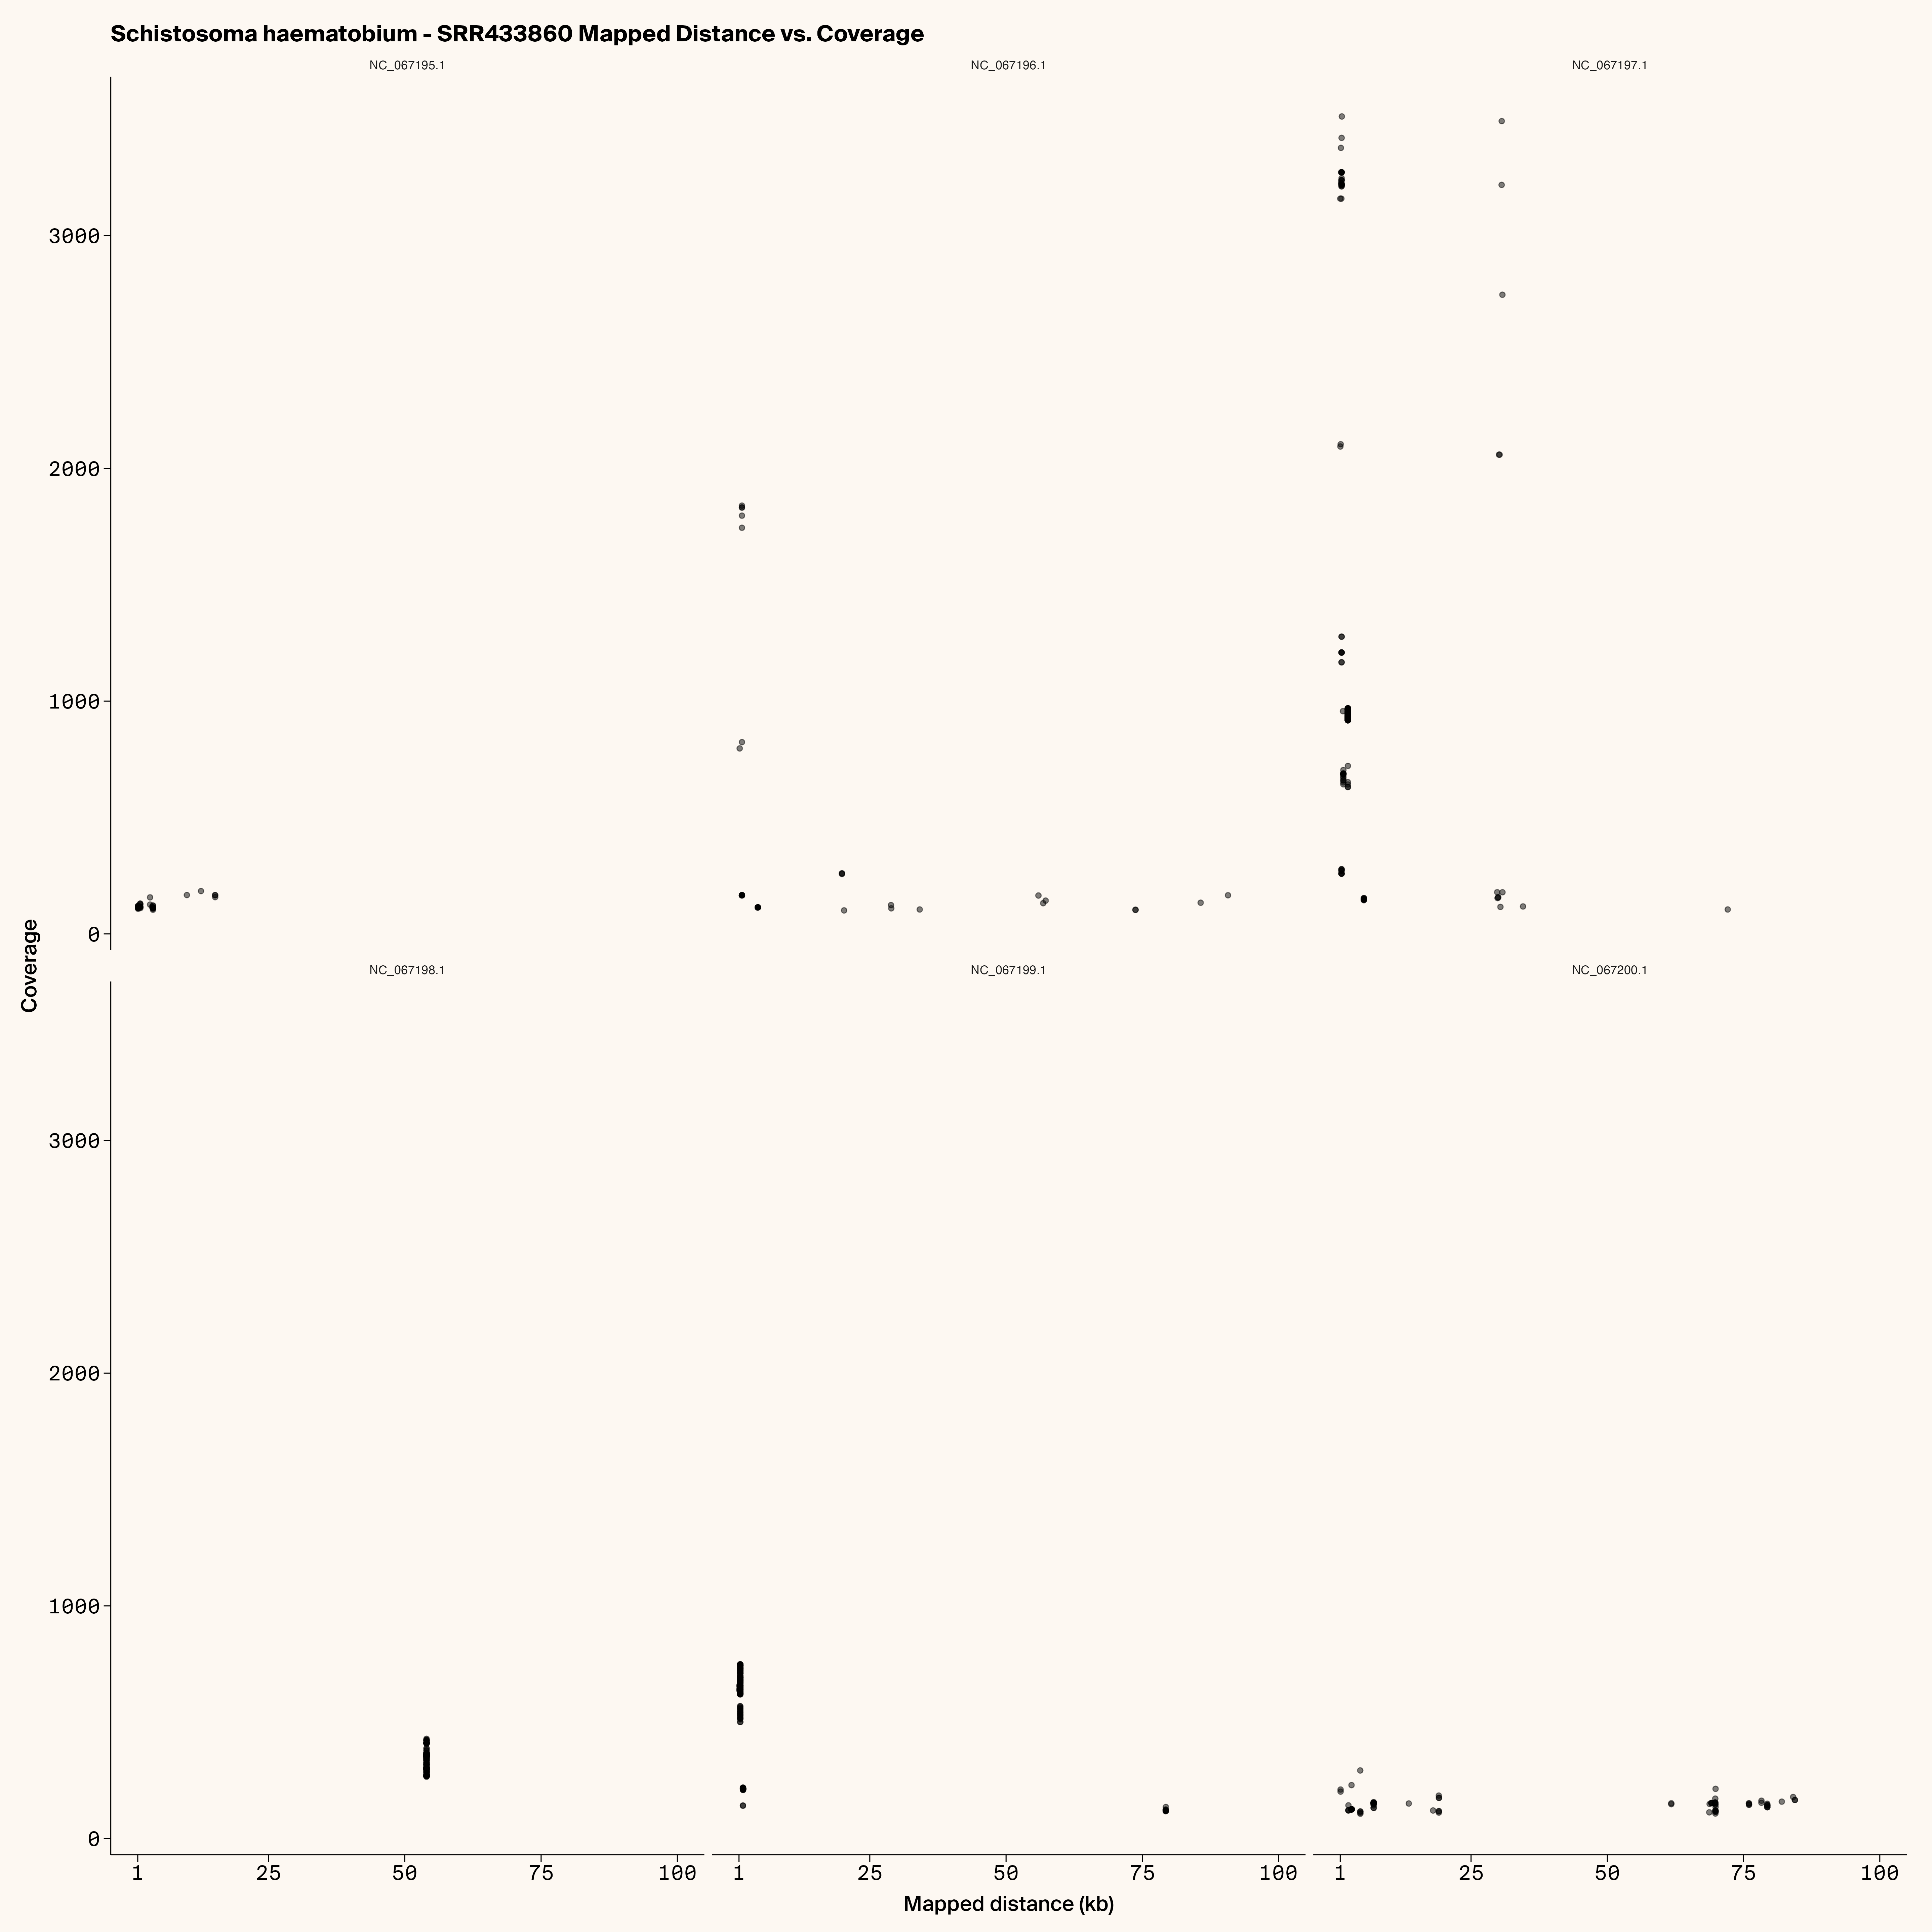 Schistosoma haematobium - SRR433860 Mapped Distance vs. Coverage
NC_067195.1
NC_067196.1
NC_067197.1
3000
2000
1000
0
Coverage
NC_067198.1
NC_067199.1
NC_067200.1
3000
2000
1000
0
1 25 50 75 100
1 25 50 75 100
1 25 50 75 100
Mapped distance (kb)